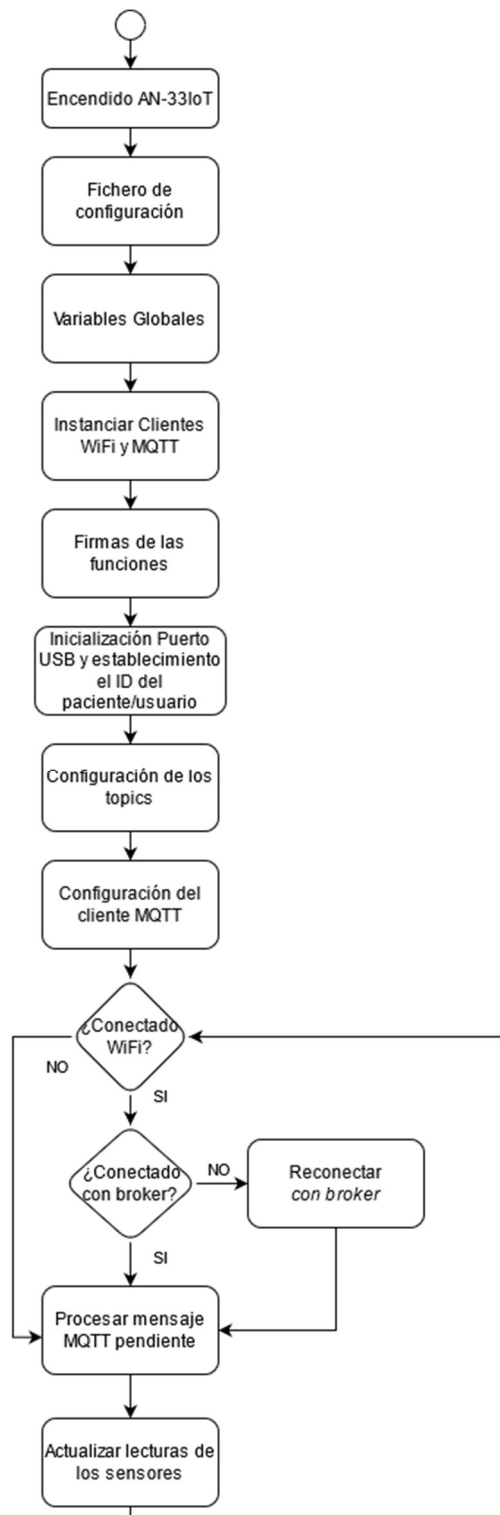 Encendido AN-33IoT
Fichero de
configuración
Variables Globales
Instanciar Clientes
WiFi y MQTT
Firmas de las
funciones
Inicialización Puerto
USB y establecimiento
el ID del
paciente/usuario
Configuración de los
topics
Configuración del
cliente MQTT
¿Conectado
WiFi?
NO
SI
¿Conectado
con broker?
NO
Reconectar
con broker
SI
Procesar mensaje
MQTT pendiente
Actualizar lecturas de
los sensores